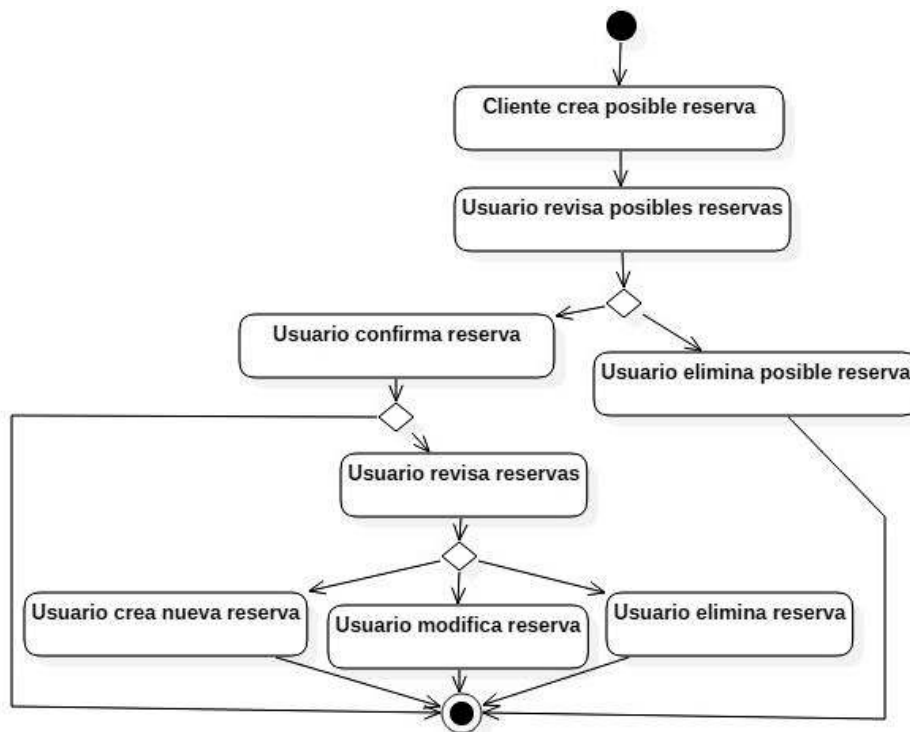 Cliente crea posible reserva
Usuario revisa posibles reservas
Usuario confirma reserva
Usuario elimina posible reserva
Usuario revisa reservas
Usuario crea nueva reserva
Usuario modifica reserva
Usuario elimina reserva